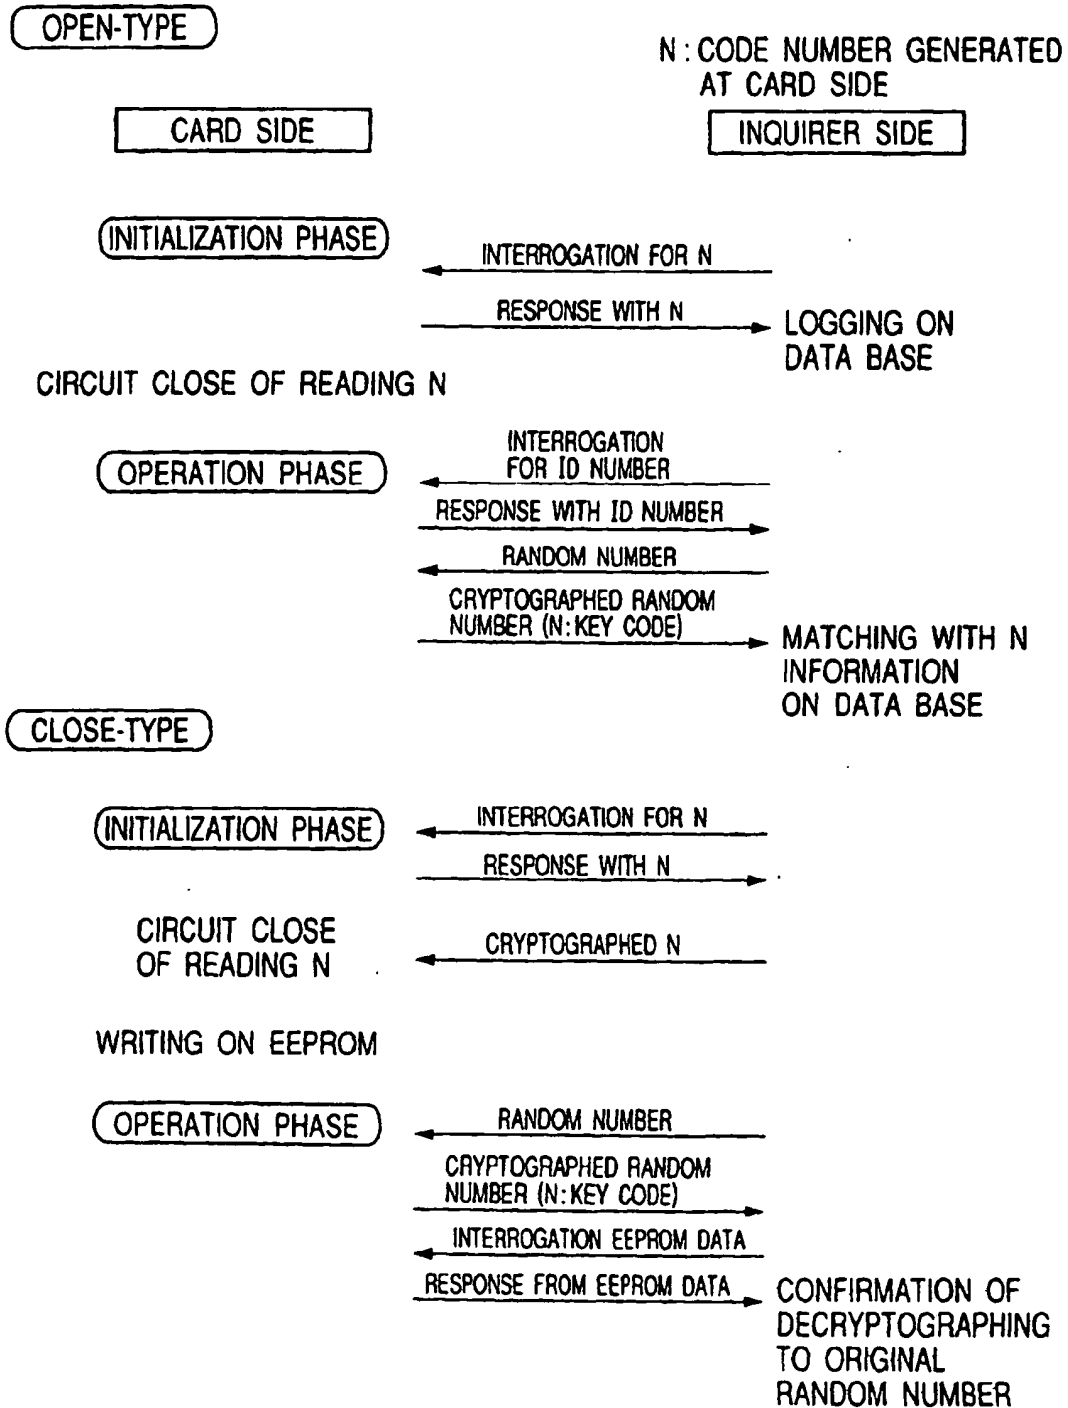 OPEN-TYPE
N: CODE NUMBER GENERATED
AT CARD SIDE
CARD SIDE
INQUIRER SIDE
INITIALIZATION PHASE
INTERROGATION FOR N
RESPONSE WITH N
LOGGING ON
DATA BASE
CIRCUIT CLOSE OF READING N
OPERATION PHASE
INTERROGATION
FOR ID NUMBER
RESPONSE WITH ID NUMBER
RANDOM NUMBER
CRYPTOGRAPHED RANDOM
NUMBER (N:KEY CODE)
MATCHING WITH N
INFORMATION
ON DATA BASE
CLOSE-TYPE
INITIALIZATION PHASE
INTERROGATION FOR N
RESPONSE WITH N
CIRCUIT CLOSE
OF READING N
CRYPTOGRAPHED N
WRITING ON EEPROM
OPERATION PHASE
RANDOM NUMBER
CRYPTOGRAPHED RANDOM
NUMBER (N:KEY CODE)
INTERROGATION EEPROM DATA
RESPONSE FROM EEPROM DATA
CONFIRMATION OF
DECRYPTOGRAPHING
TO ORIGINAL
RANDOM NUMBER